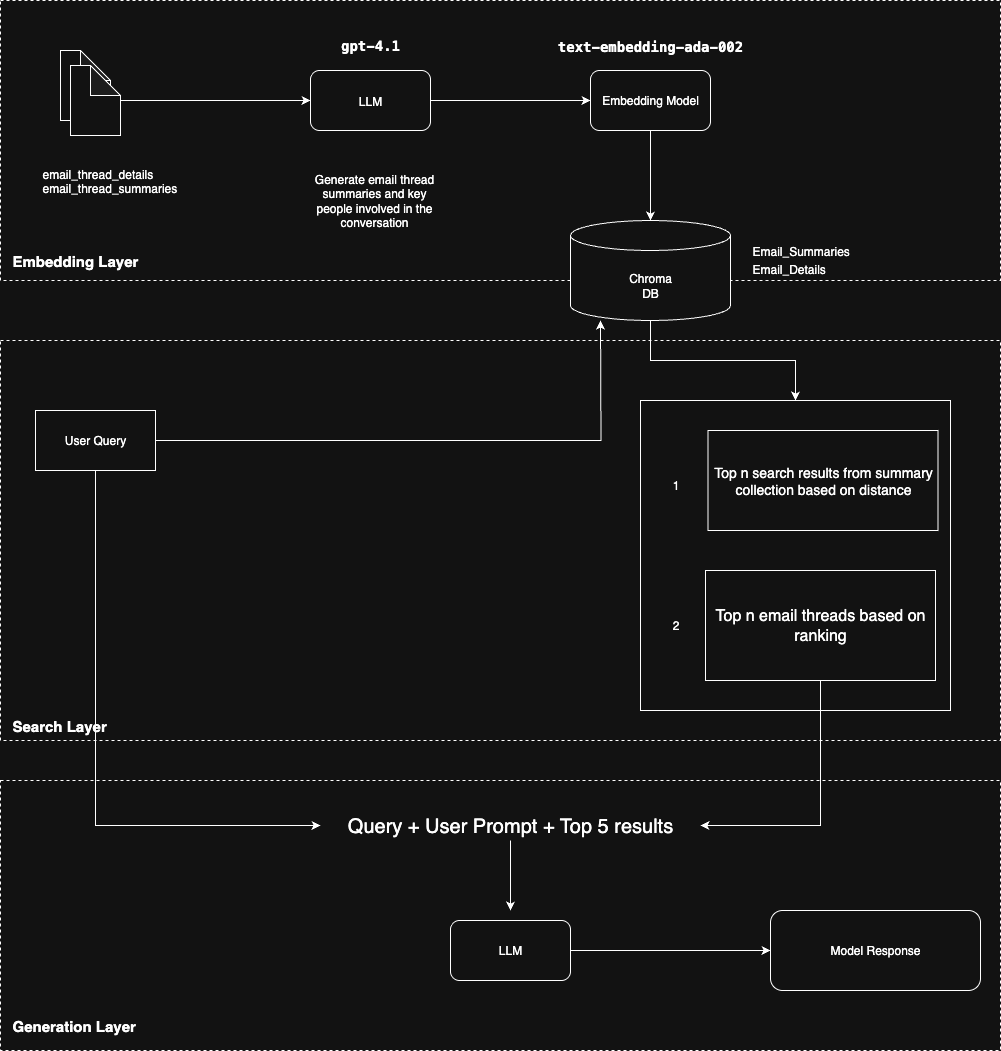 gpt-4.1
text-embedding-ada-002
LLM
Embedding Model
email_thread_details
email_thread_summaries
Generate email thread
summaries and key
people involved in the
conversation
Embedding Layer
Email_Summaries
Email_Details
Chroma
DB
User Query
1
Top n search results from summary
collection based on distance
2
Top n email threads based on
ranking
Search Layer
Query + User Prompt + Top 5 results
LLM
Model Response
Generation Layer